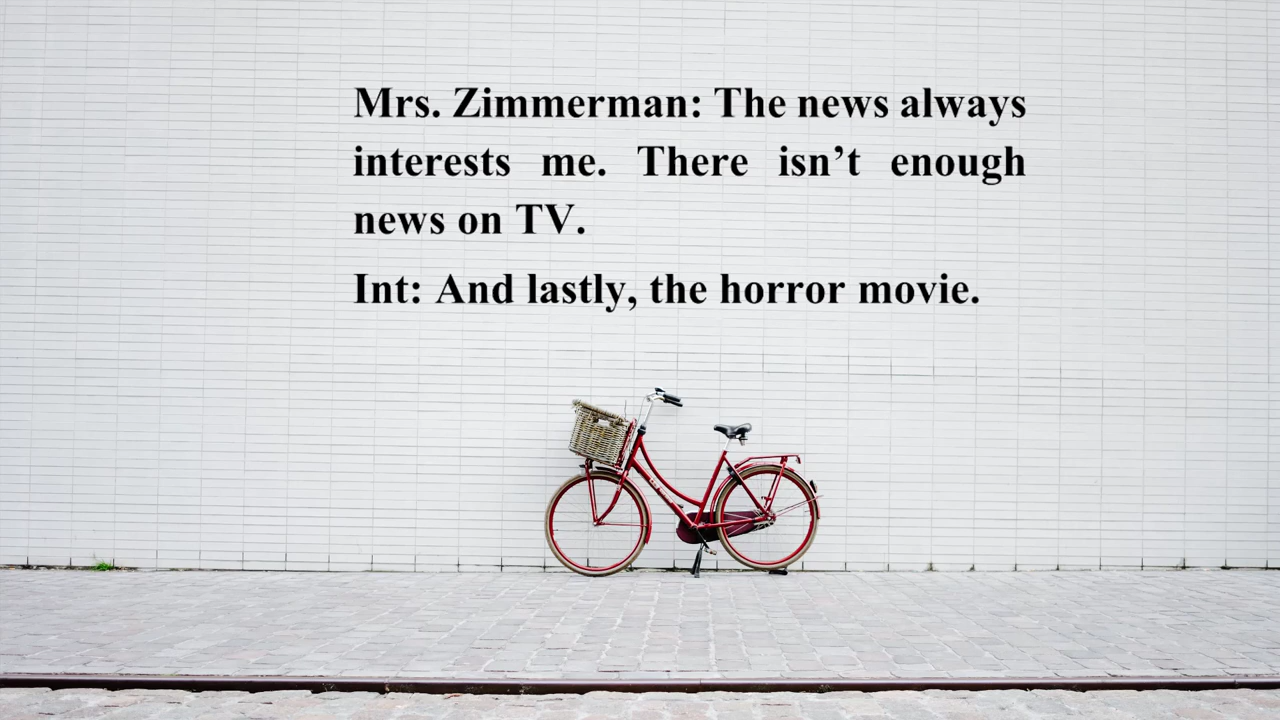 Mrs. Zimmerman: The news always
interests me. There isn’t enough
news on TV.
Int: And lastly, the horror movie.